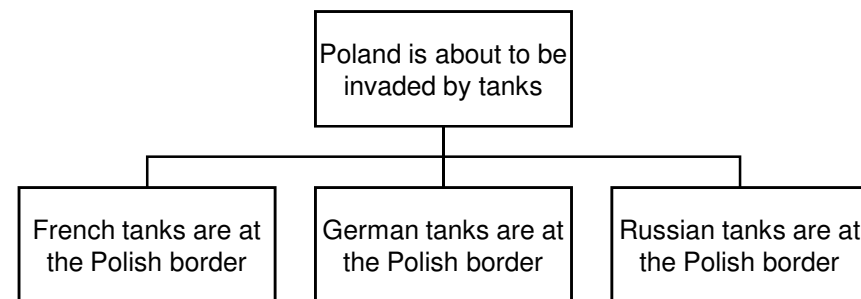 Poland is about to be
invaded by tanks
French tanks are at
the Polish border
German tanks are at
the Polish border
Russian tanks are at
the Polish border